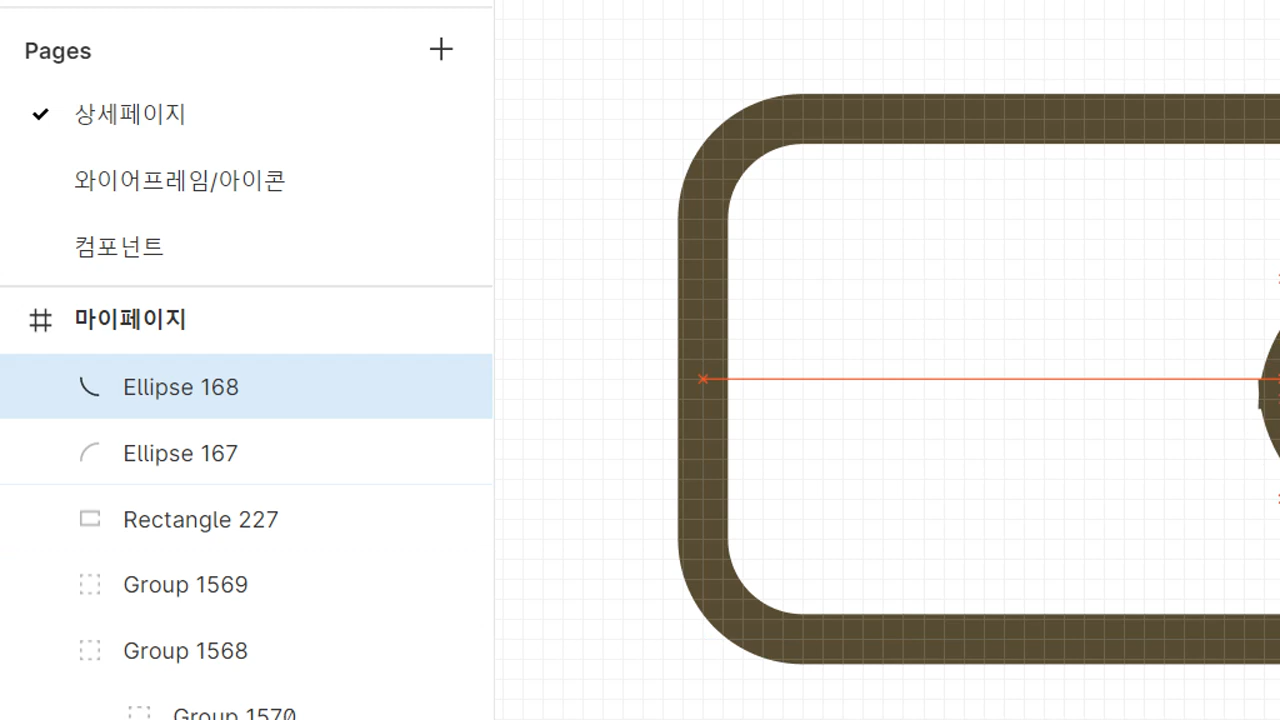 Pages
상세페이지
와이어프레임/아이콘
컴포넌트
마이페이지
Ellipse 168
Ellipse 167
Rectangle 227
Group 1569
Group 1568
Group 1570